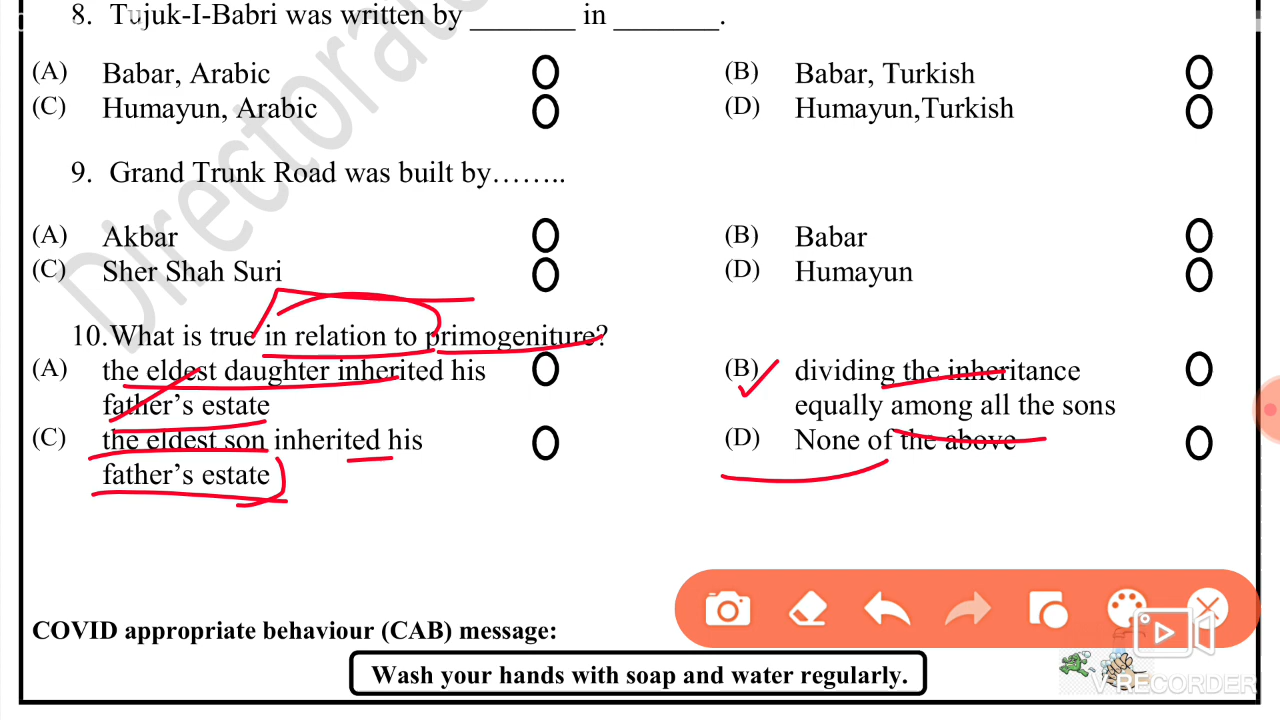 8. Tujuk-I-Babri was written by _______ in _______.
(A) Babar, Arabic O (B) Babar, Turkish O
(C) Humayun, Arabic O (D) Humayun,Turkish O
9. Grand Trunk Road was built by……..
(A) Akbar O (B) Babar O
(C) Sher Shah Suri O (D) Humayun O
10.What is true in relation to primogeniture?
(A) the eldest daughter inherited his O (B) dividing the inheritance O
father’s estate equally among all the sons
(C) the eldest son inherited his O (D) None of the above O
father’s estate
COVID appropriate behaviour (CAB) message:
Wash your hands with soap and water regularly.
V RECORDER